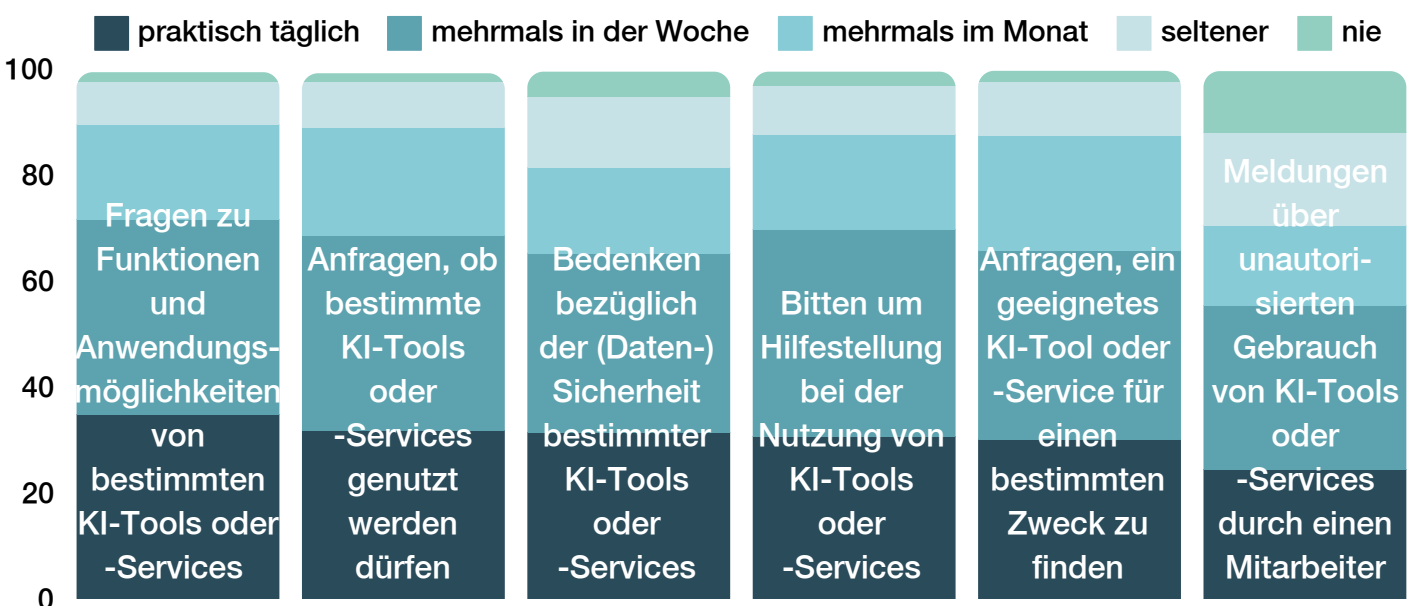 praktisch täglich mehrmals in der Woche mehrmals im Monat seltener nie
100
80
60
40
20
0
Fragen zu
Funktionen
und
Anwendungs-
möglichkeiten
von
bestimmten
KI-Tools oder
-Services
Anfragen, ob
bestimmte
KI-Tools
oder
-Services
genutzt
werden
dürfen
Bedenken
bezüglich
der (Daten-)
Sicherheit
bestimmter
KI-Tools
oder
-Services
Bitten um
Hilfestellung
bei der
Nutzung von
KI-Tools
oder
-Services
Anfragen, ein
geeignetes
KI-Tool oder
-Service für
einen
bestimmten
Zweck zu
finden
Meldungen
über
unautori-
sierten
Gebrauch
von KI-Tools
oder
-Services
durch einen
Mitarbeiter